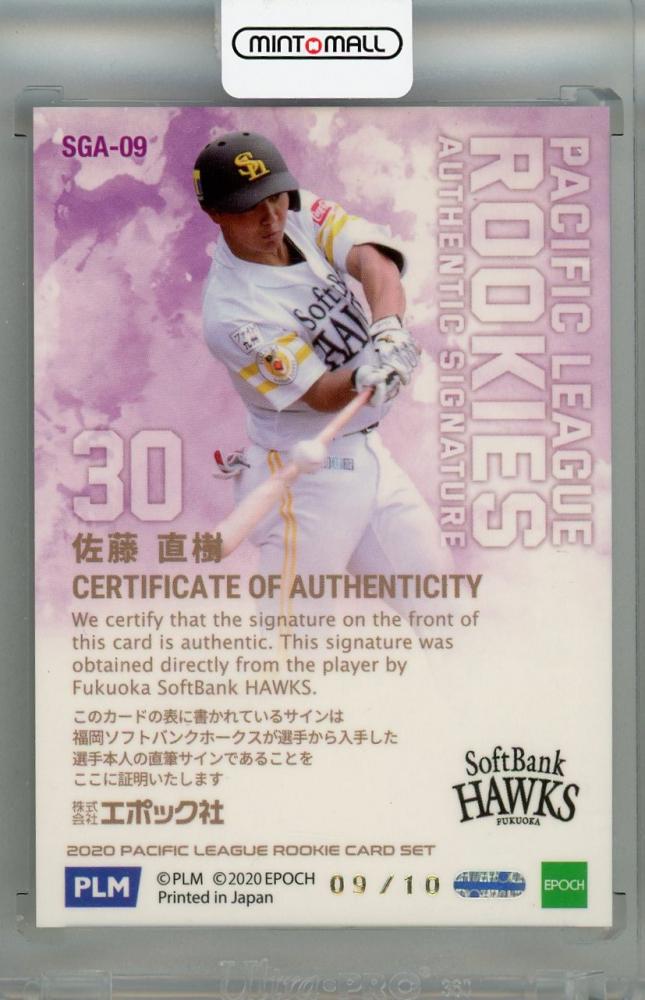 MINT MALL
SGA-09
PACIFIC LEAGUE
ROOKIES
AUTHENTIC SIGNATURE
SH
SoftB
HAW
30
佐藤 直樹
CERTIFICATE OF AUTHENTICITY
We certify that the signature on the front of
this card is authentic. This signature was
obtained directly from the player by
Fukuoka SoftBank HAWKS.
このカードの表に書かれているサインは
福岡ソフトバンクホークスが選手から入手した
選手本人の直筆サインであることを
ここに証明いたします
株式会社エポック社
SoftBank
HAWKS
FUKUOKA
2020 PACIFIC LEAGUE ROOKIE CARD SET
PLM
©PLM ©2020 EPOCH
Printed in Japan
09/10
EPOCH
Ultra-PRO